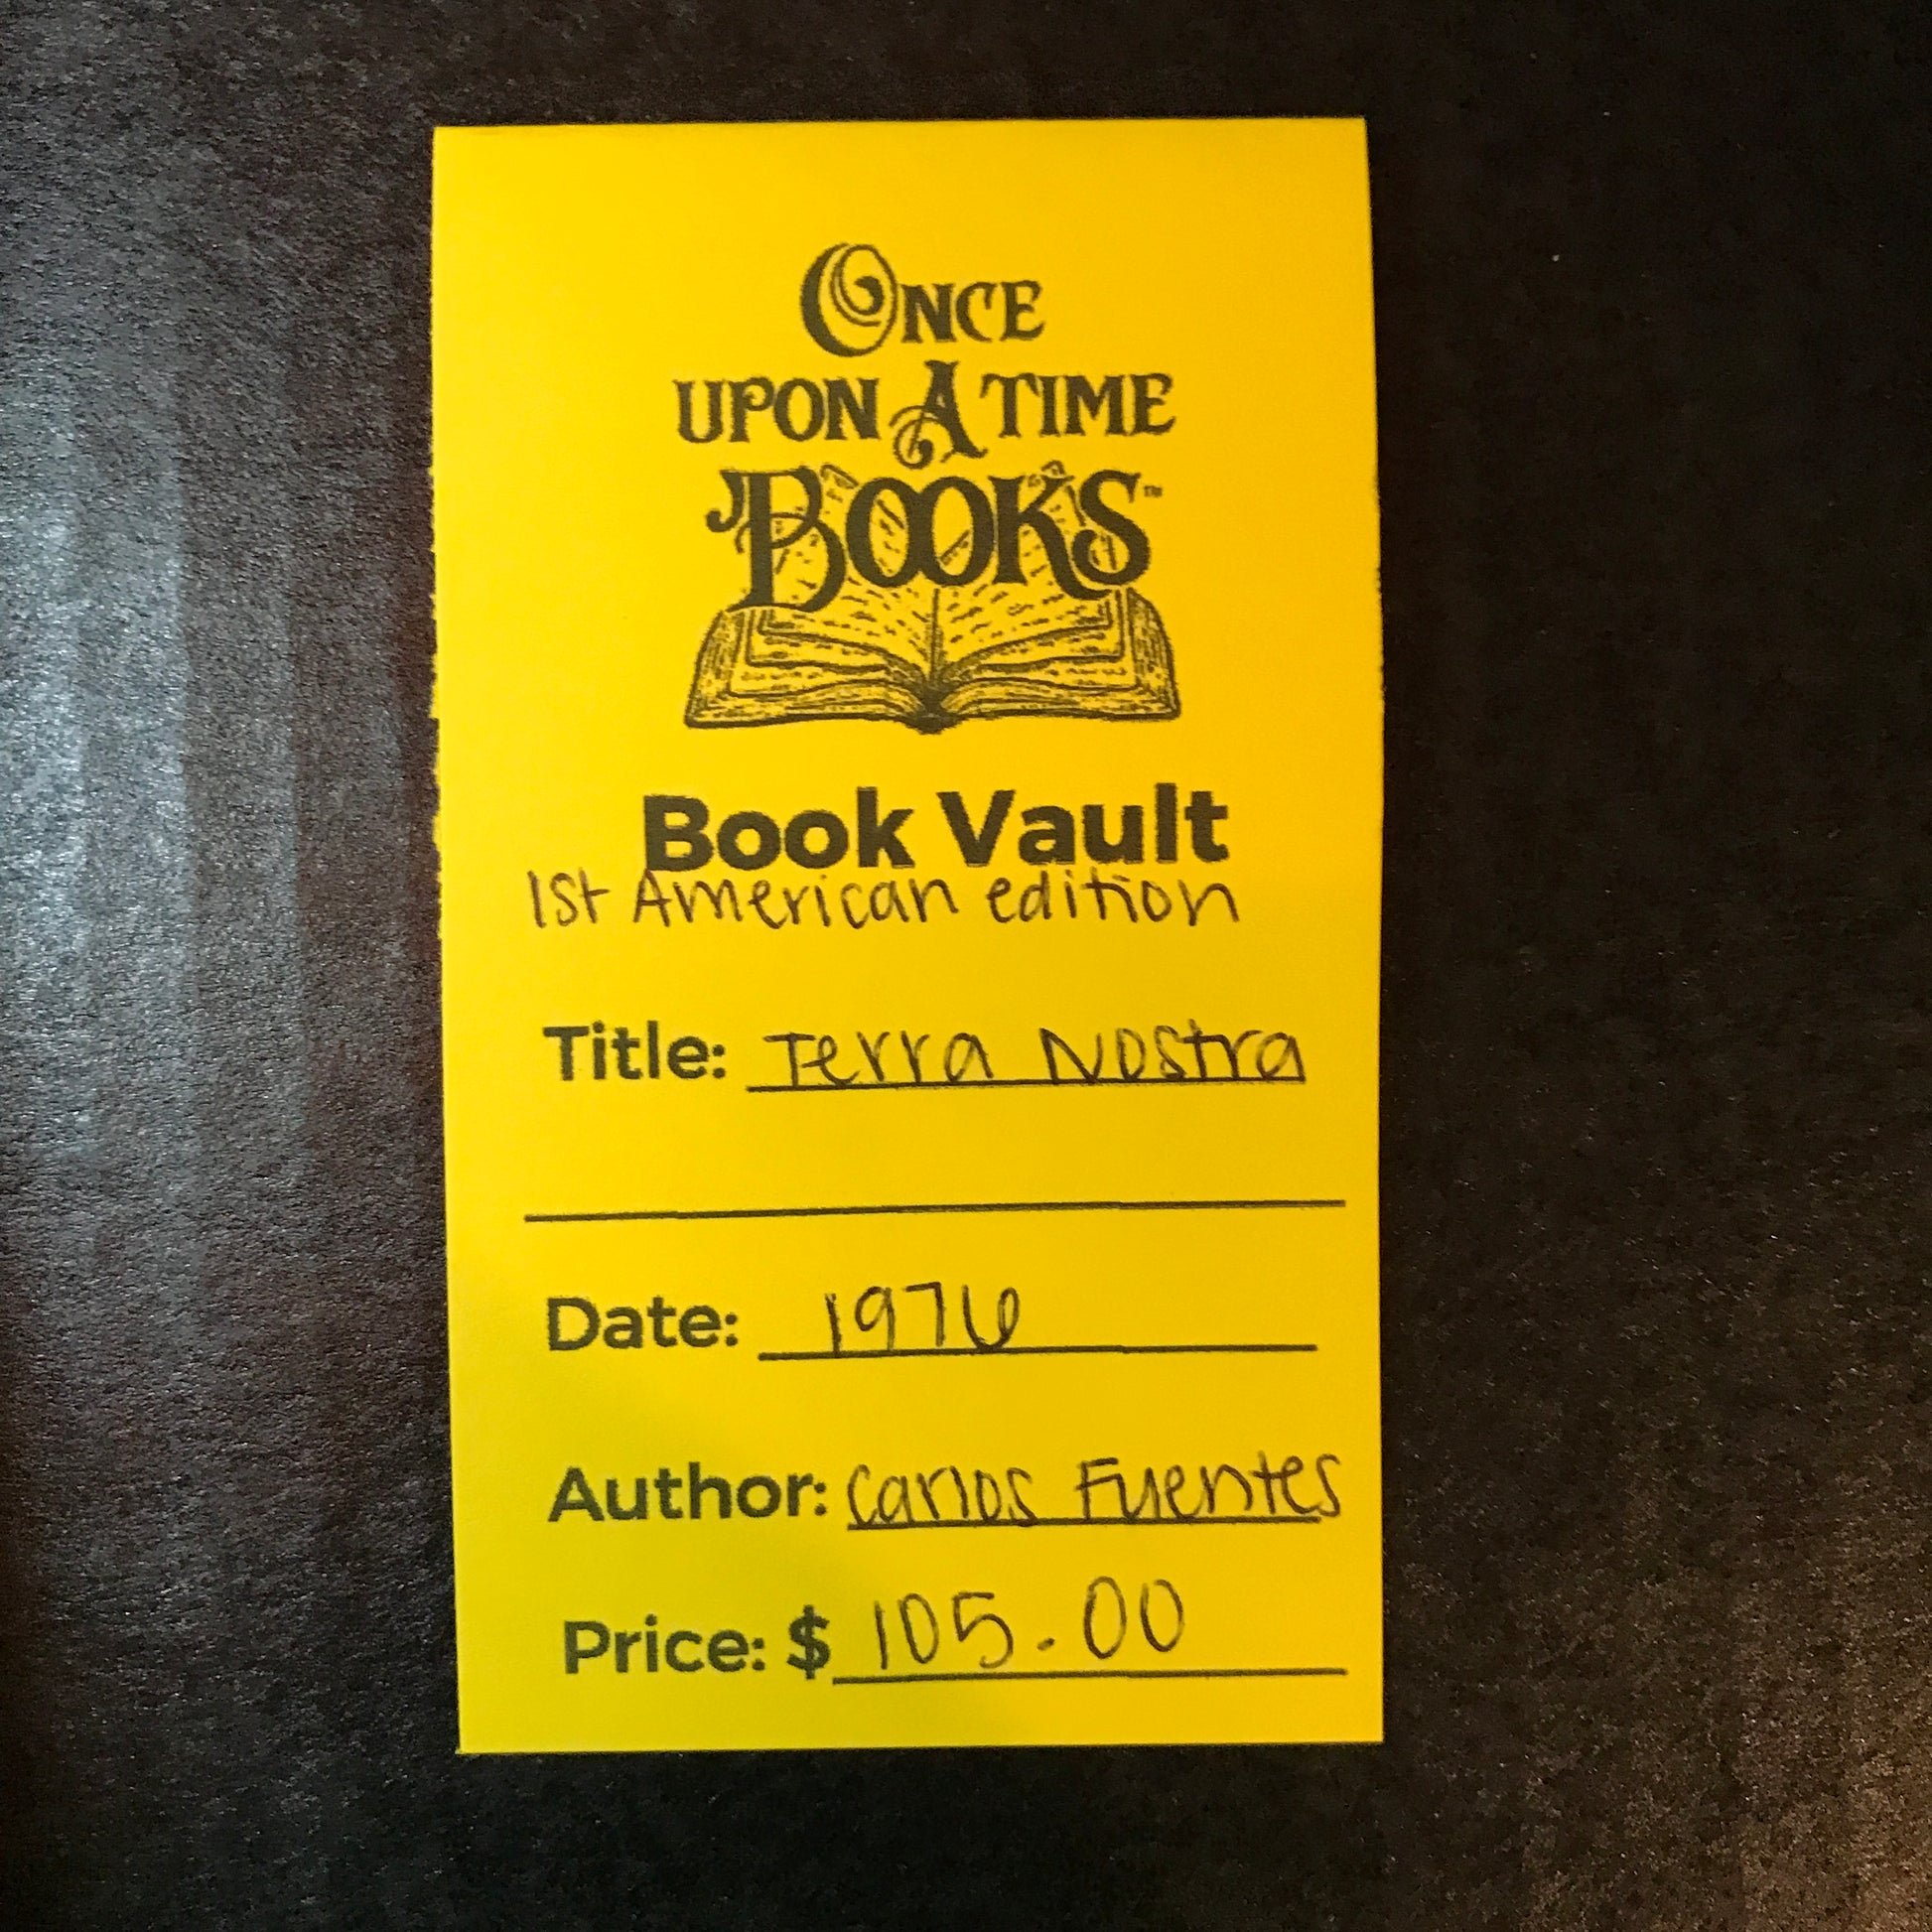 ONCE
UPON A TIME
BOOKS™
Book Vault
1st American edition
Title: Terra Nostra
Date: 1976
Author: Carlos Fuentes
Price: $ 105.00